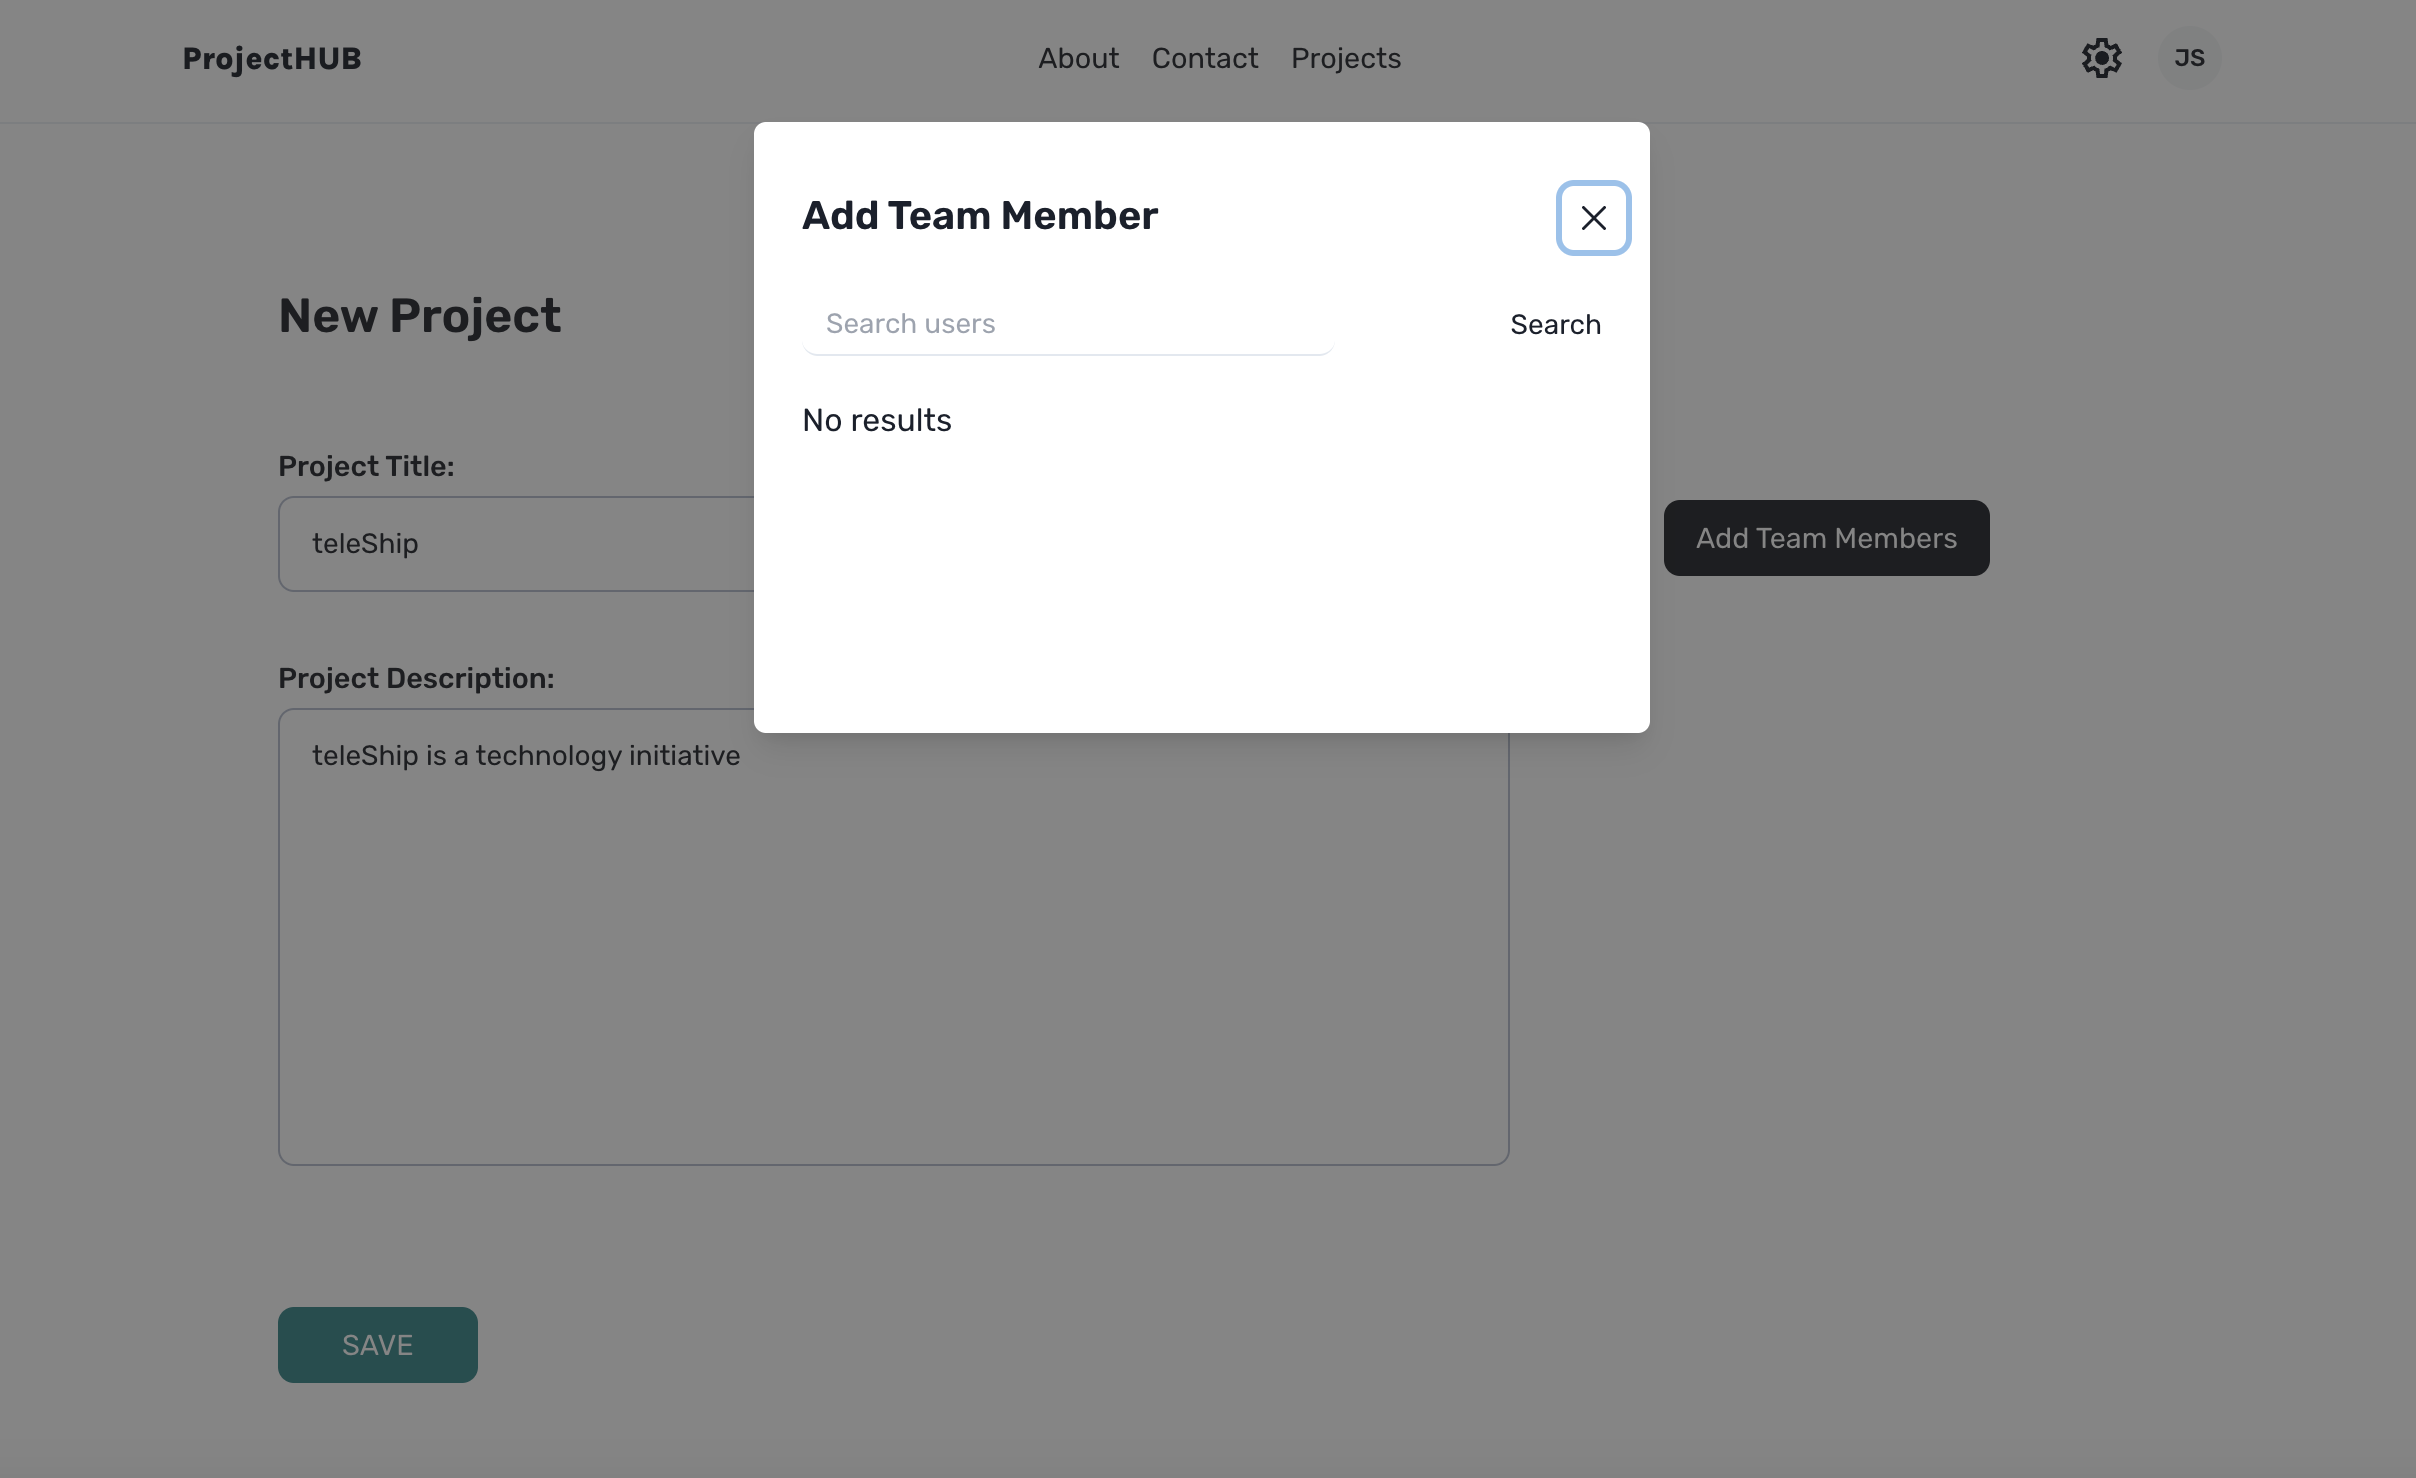 ProjectHUB
About Contact Projects
JS
Add Team Member
Search users
Search
No results
New Project
Project Title:
teleShip
Add Team Members
Project Description:
teleShip is a technology initiative
SAVE